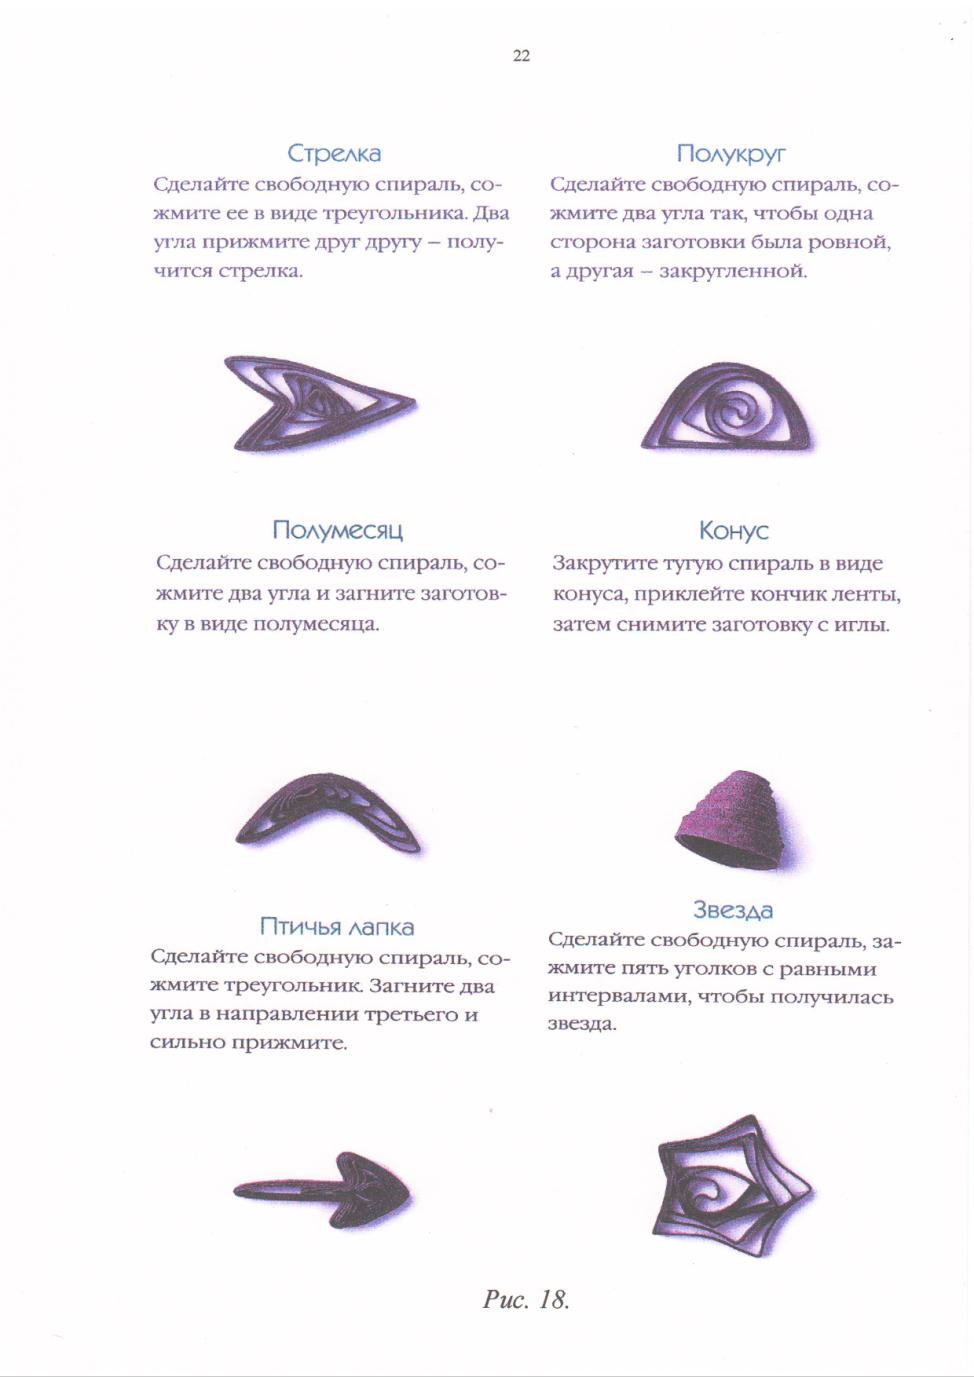 22
Стрелка
Сделайте свободную спираль, со-
жмите ее в виде треугольника. Два
угла прижмите друг другу – полу-
чится стрелка.
Полукруг
Сделайте свободную спираль, со-
жмите два угла так, чтобы одна
сторона заготовки была ровной,
а другая – закругленной.
Полумесяц
Сделайте свободную спираль, со-
жмите два угла и загните заготов-
ку в виде полумесяца.
Конус
Закрутите тугую спираль в виде
конуса, приклейте кончик ленты,
затем снимите заготовку с иглы.
Птичья лапка
Сделайте свободную спираль, со-
жмите треугольник. Загните два
угла в направлении третьего и
сильно прижмите.
Звезда
Сделайте свободную спираль, за-
жмите пять уголков с равными
интервалами, чтобы получилась
звезда.
Рис. 18.